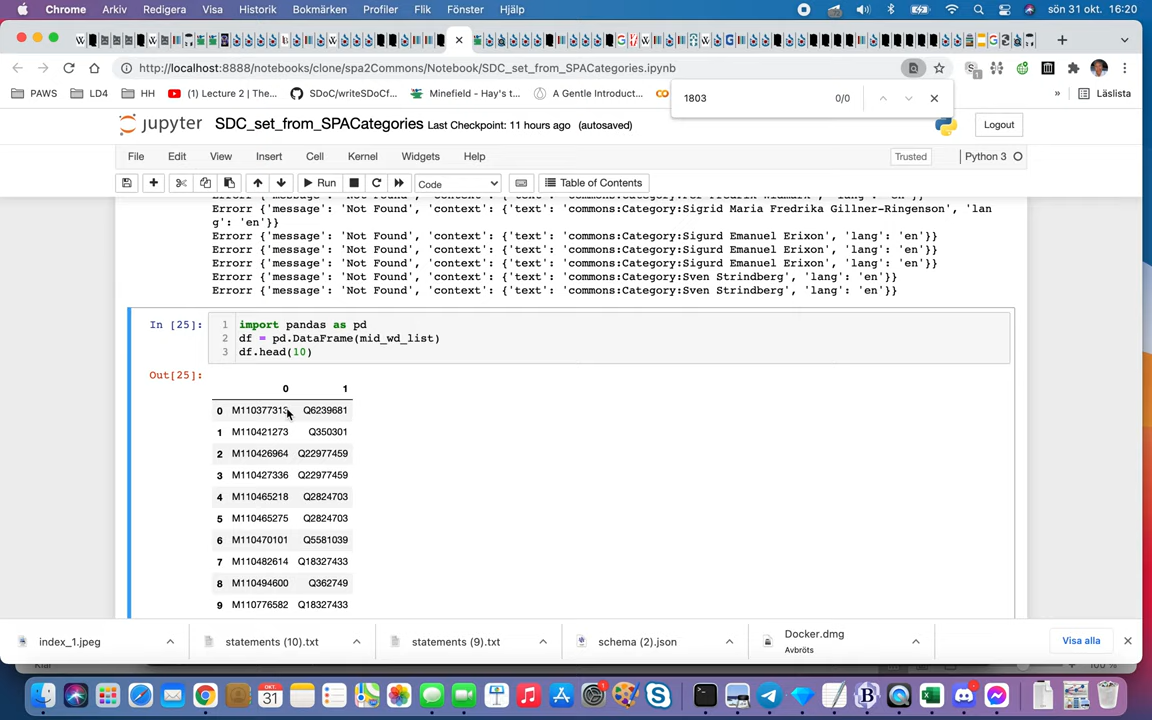 Chrome Arkiv Redigera Visa Historik Bokmärken Profiler Flik Fönster Hjälp sön 31 okt. 16:20
http://localhost:8888/notebooks/clone/spa2Commons/Notebook/SDC_set_from_SPACategories.ipynb
PAWS LD4 HH (1) Lecture 2 | The... SDoC/writeSDoCf... Minefield - Hay's t... A Gentle Introduct... » Läslista
1803 0/0
jupyter SDC_set_from_SPACategories Last Checkpoint: 11 hours ago (autosaved) Logout
File Edit View Insert Cell Kernel Widgets Help Trusted Python 3
Run Code Table of Contents
Errorr {'message': 'Not Found', 'context': {'text': 'commons:Category:Sigrid Maria Fredrika Gillner-Ringenson', 'lan
g': 'en'}}
Errorr {'message': 'Not Found', 'context': {'text': 'commons:Category:Sigurd Emanuel Erixon', 'lang': 'en'}}
Errorr {'message': 'Not Found', 'context': {'text': 'commons:Category:Sigurd Emanuel Erixon', 'lang': 'en'}}
Errorr {'message': 'Not Found', 'context': {'text': 'commons:Category:Sigurd Emanuel Erixon', 'lang': 'en'}}
Errorr {'message': 'Not Found', 'context': {'text': 'commons:Category:Sven Strindberg', 'lang': 'en'}}
Errorr {'message': 'Not Found', 'context': {'text': 'commons:Category:Sven Strindberg', 'lang': 'en'}}
In [25]: 1 import pandas as pd
2 df = pd.DataFrame(mid_wd_list)
3 df.head(10)
Out[25]:
0 1
0 M110377313 Q6239681
1 M110421273 Q350301
2 M110426964 Q22977459
3 M110427336 Q22977459
4 M110465218 Q2824703
5 M110465275 Q2824703
6 M110470101 Q5581039
7 M110482614 Q18327433
8 M110494600 Q362749
9 M110776582 Q18327433
index_1.jpeg statements (10).txt statements (9).txt schema (2).json Docker.dmg Visa alla
Avbröts
Klar 100 %